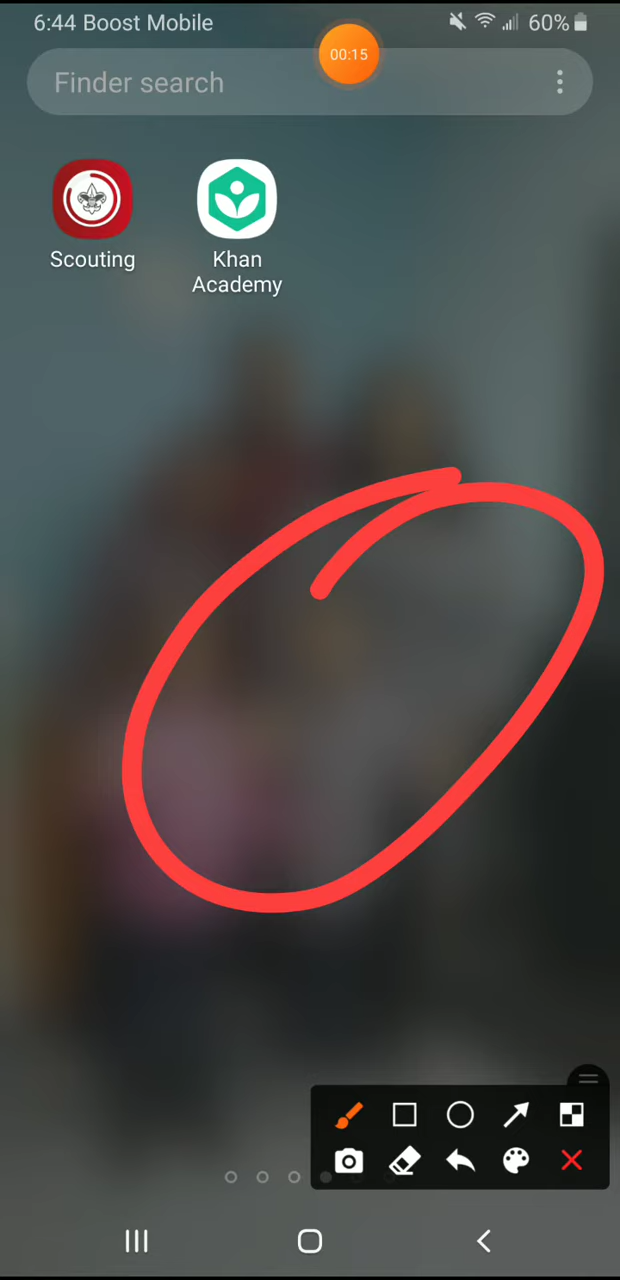 6:44 Boost Mobile
60%
00:15
Finder search
Scouting
Khan
Academy